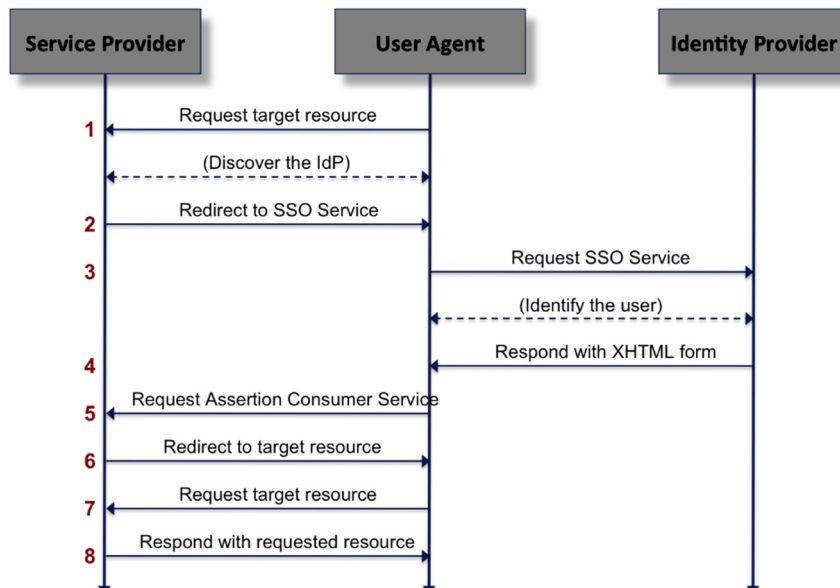 Service Provider
User Agent
Identity Provider
1 Request target resource
(Discover the IdP)
2 Redirect to SSO Service
3 Request SSO Service
(Identify the user)
4 Respond with XHTML form
5 Request Assertion Consumer Service
6 Redirect to target resource
7 Request target resource
8 Respond with requested resource